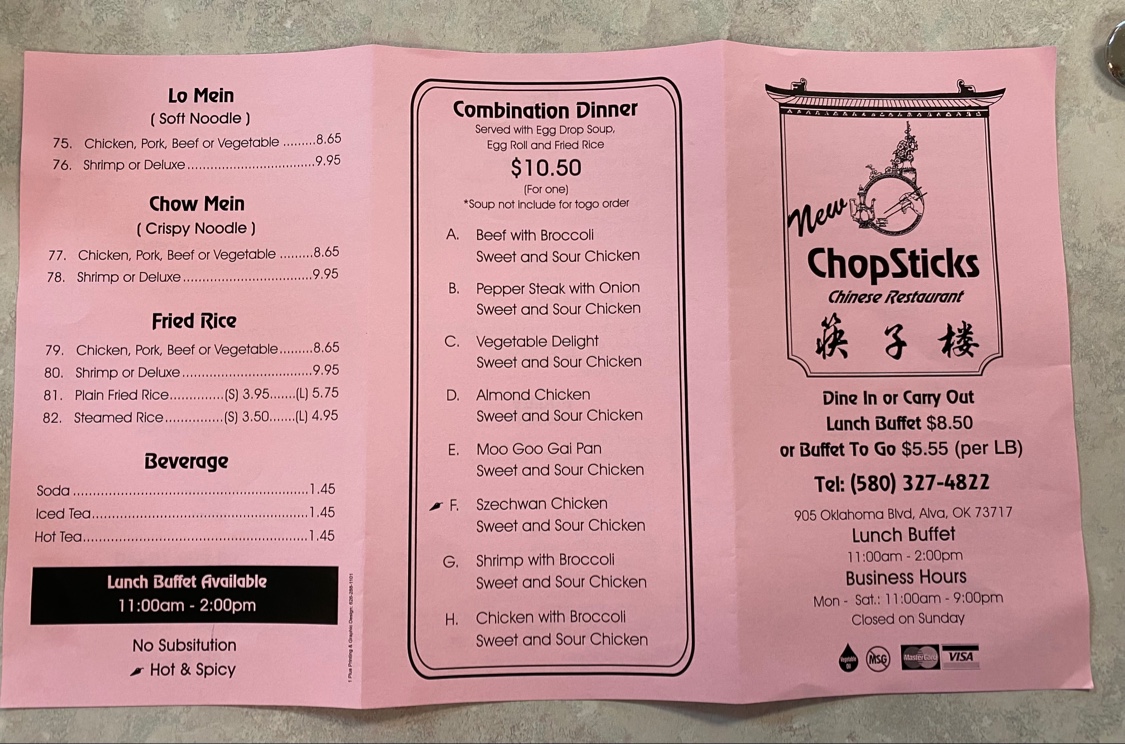 Lo Mein
( Soft Noodle )
75. Chicken, Pork, Beef or Vegetable .........8.65
76. Shrimp or Deluxe....................................9.95
Chow Mein
( Crispy Noodle )
77. Chicken, Pork, Beef or Vegetable .........8.65
78. Shrimp or Deluxe....................................9.95
Fried Rice
79. Chicken, Pork, Beef or Vegetable.........8.65
80. Shrimp or Deluxe....................................9.95
81. Plain Fried Rice..............(S) 3.95.......(L) 5.75
82. Steamed Rice................(S) 3.50.......(L) 4.95
Beverage
Soda ................................................................1.45
Iced Tea...........................................................1.45
Hot Tea............................................................1.45
Lunch Buffet Available
11:00am - 2:00pm
No Subsitution
Hot & Spicy
1 Plus Printing & Graphic Design: 626-288-1101
Combination Dinner
Served with Egg Drop Soup,
Egg Roll and Fried Rice
$10.50
(For one)
*Soup not include for togo order
A. Beef with Broccoli
Sweet and Sour Chicken
B. Pepper Steak with Onion
Sweet and Sour Chicken
C. Vegetable Delight
Sweet and Sour Chicken
D. Almond Chicken
Sweet and Sour Chicken
E. Moo Goo Gai Pan
Sweet and Sour Chicken
F. Szechwan Chicken
Sweet and Sour Chicken
G. Shrimp with Broccoli
Sweet and Sour Chicken
H. Chicken with Broccoli
Sweet and Sour Chicken
New
ChopSticks
Chinese Restaurant
筷子楼
Dine In or Carry Out
Lunch Buffet $8.50
or Buffet To Go $5.55 (per LB)
Tel: (580) 327-4822
905 Oklahoma Blvd, Alva, OK 73717
Lunch Buffet
11:00am - 2:00pm
Business Hours
Mon - Sat.: 11:00am - 9:00pm
Closed on Sunday
Vegetable Oil MSG MasterCard VISA